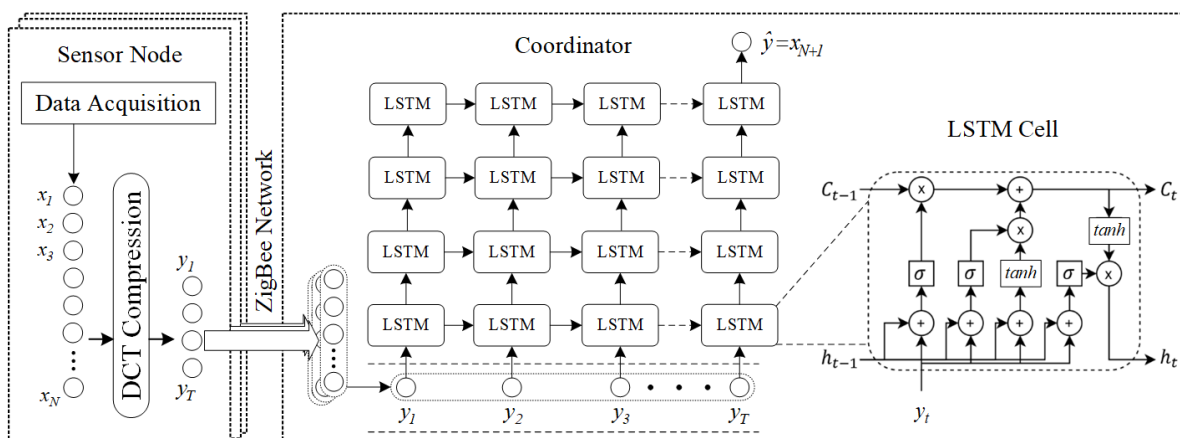 Sensor Node
Data Acquisition
x1
x2
x3
xN
DCT Compression
y1
yT
ZigBee Network
Coordinator
ŷ=xN+1
LSTM LSTM LSTM LSTM
LSTM LSTM LSTM LSTM
LSTM LSTM LSTM LSTM
LSTM LSTM LSTM LSTM
y1 y2 y3 yT
LSTM Cell
Ct-1 × + Ct
tanh
× ×
σ σ tanh σ
+ + + +
ht-1 ht
yt